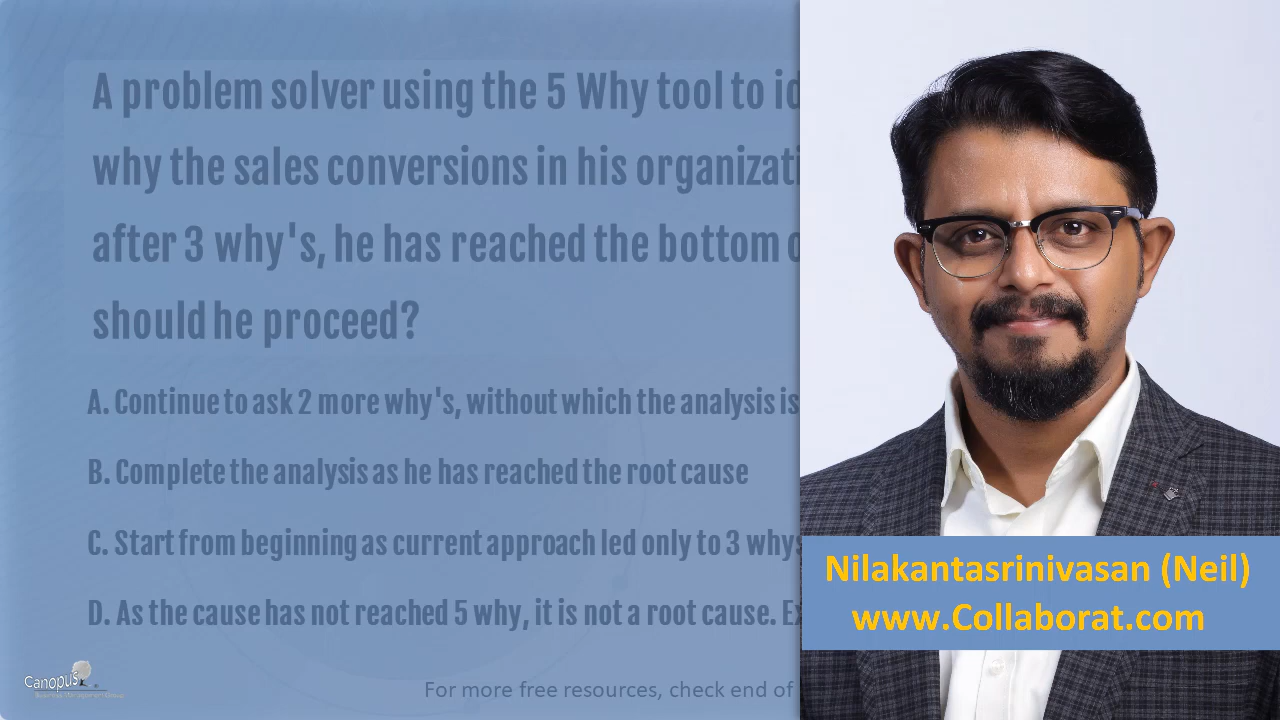 A problem solver using the 5 Why tool to
why the sales conversions in his
after 3 why's, he has reached the bottom
should he proceed?
A. Continue to ask 2 more why's, without which the analysis is
B. Complete the analysis as he has reached the root cause
C. Start from beginning as current approach led only to 3
D. As the cause has not reached 5 why, it is not a root cause.
Nilakantasrinivasan (Neil)
www.Collaborat.com
Canopus
For more free resources, check end of